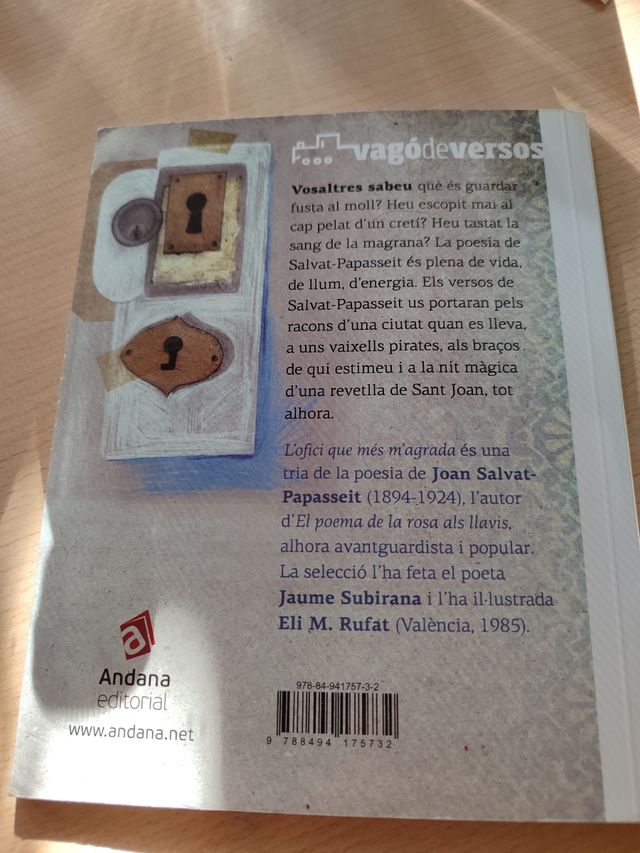 vagódeversos
Vosaltres sabeu què és guardar
fusta al moll? Heu escopit mai al
cap pelat d'un cretí? Heu tastat la
sang de la magrana? La poesia de
Salvat-Papasseit és plena de vida,
de llum, d'energia. Els versos de
Salvat-Papasseit us portaran pels
racons d'una ciutat quan es lleva,
a uns vaixells pirates, als braços
de qui estimeu i a la nit màgica
d'una revetlla de Sant Joan, tot
alhora.
L'ofici que més m'agrada és una
tria de la poesia de Joan Salvat-
Papasseit (1894-1924), l'autor
d'El poema de la rosa als llavis,
alhora avantguardista i popular.
La selecció l'ha feta el poeta
Jaume Subirana i l'ha il·lustrada
Eli M. Rufat (València, 1985).
a
Andana
editorial
www.andana.net
978-84-941757-3-2
9 788494 175732